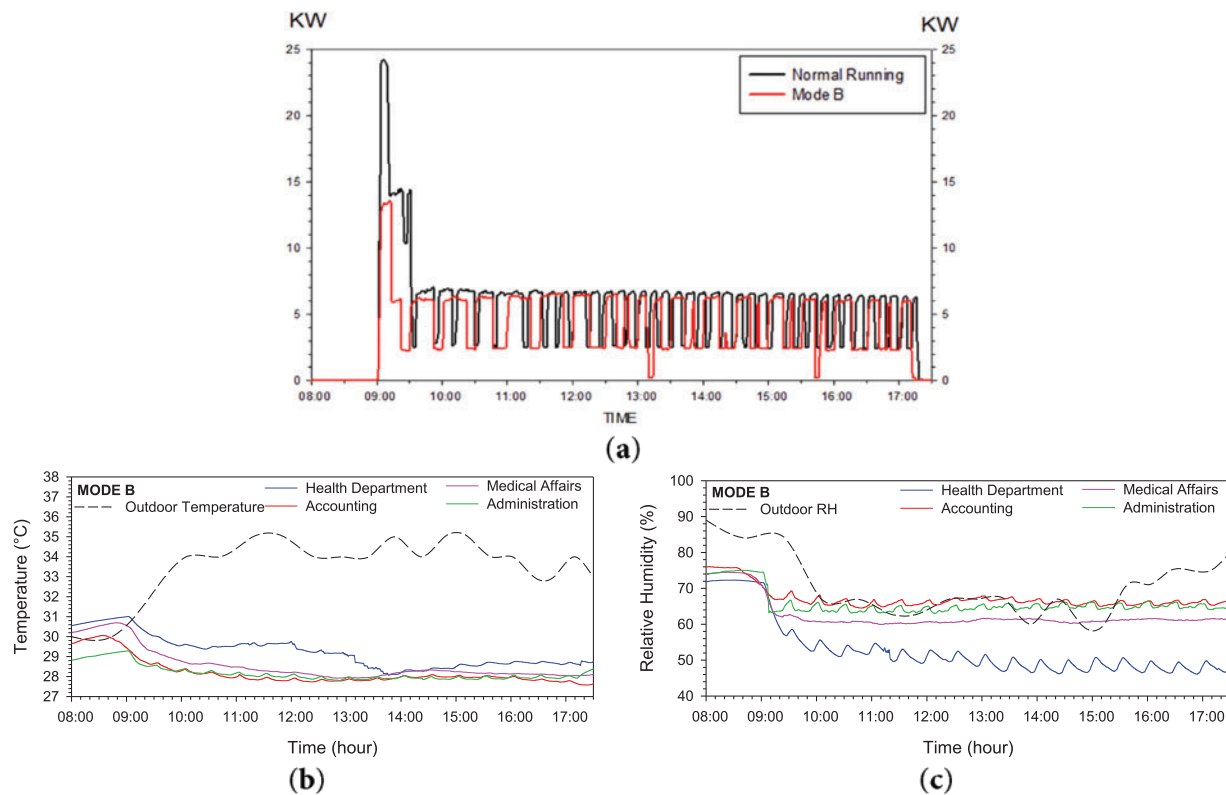 KW KW
25 25
Normal Running
Mode B
20 20
15 15
10 10
5 5
0 0
08:00 09:00 10:00 11:00 12:00 13:00 14:00 15:00 16:00 17:00
TIME
(a)
38
37
36
35
34
33
32
31
30
29
28
27
Temperature (°C)
MODE B
Health Department
Medical Affairs
Outdoor Temperature
Accounting
Administration
08:00 09:00 10:00 11:00 12:00 13:00 14:00 15:00 16:00 17:00
Time (hour)
(b)
100
90
80
70
60
50
40
Relative Humidity (%)
MODE B
Health Department
Medical Affairs
Outdoor RH
Accounting
Administration
08:00 09:00 10:00 11:00 12:00 13:00 14:00 15:00 16:00 17:00
Time (hour)
(c)